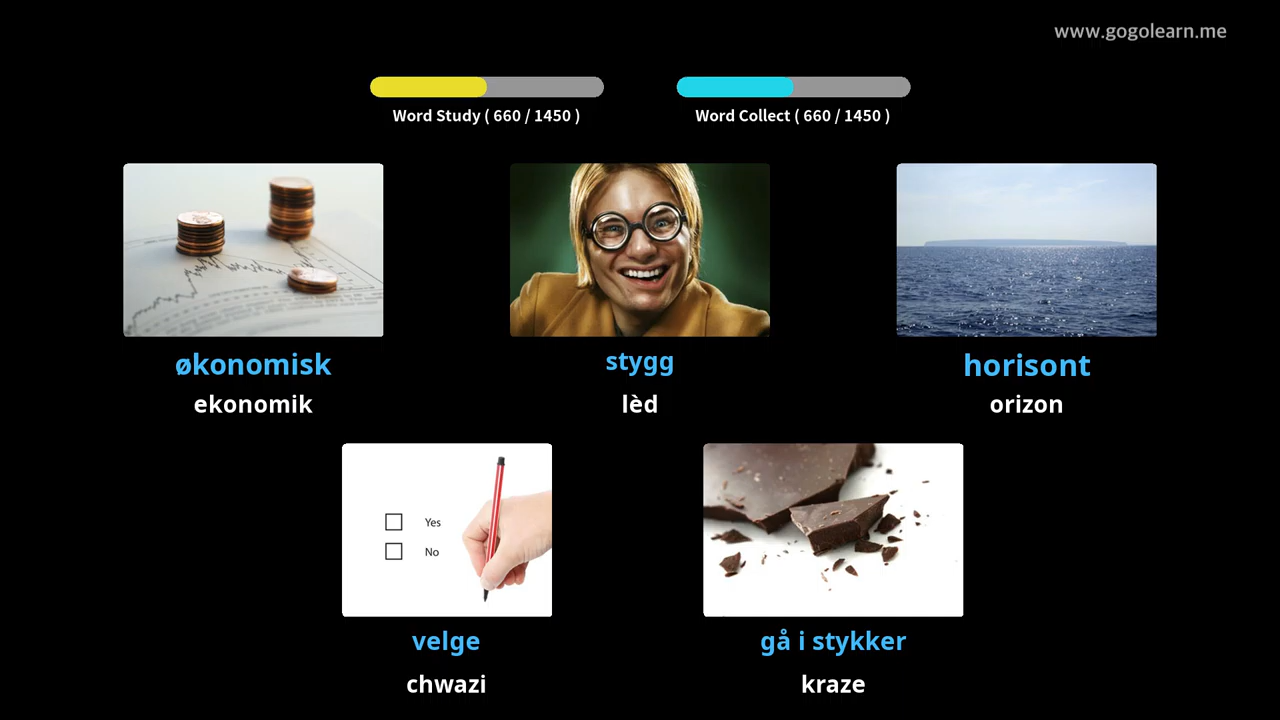 www.gogolearn.me
Word Study ( 660 / 1450 )
Word Collect ( 660 / 1450 )
økonomisk
stygg
horisont
ekonomik
lèd
orizon
Yes
No
velge
gå i stykker
chwazi
kraze